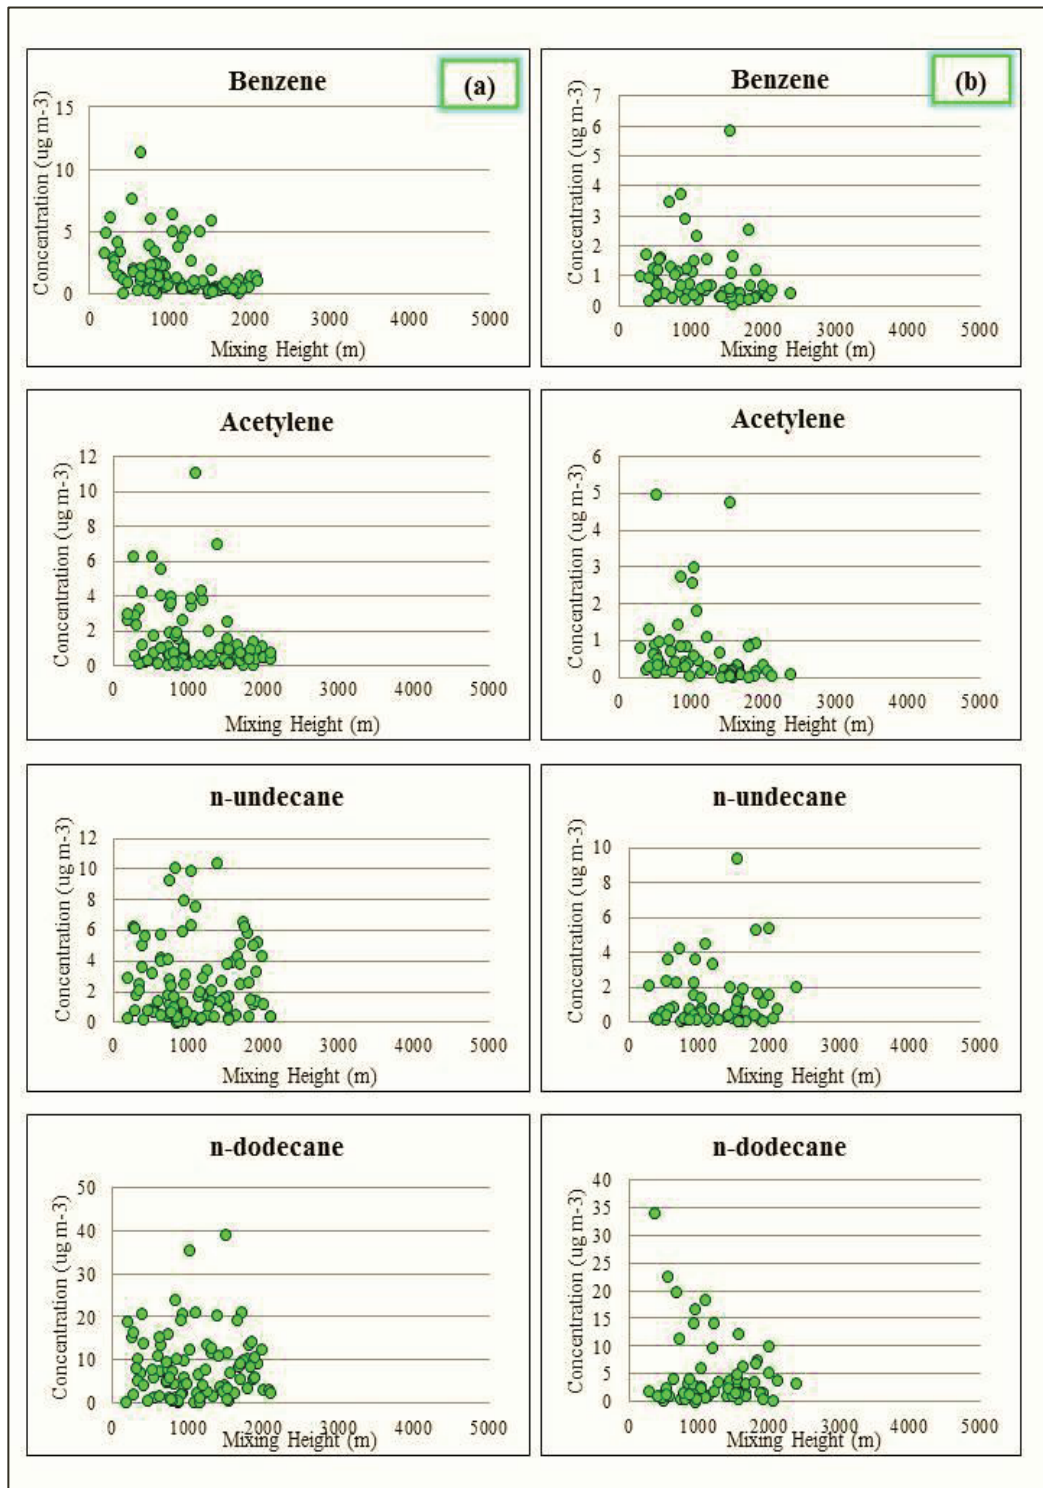 Benzene
(a)
Concentration (ug m-3)
15
10
5
0
0 1000 2000 3000 4000 5000
Mixing Height (m)
Benzene
(b)
Concentration (ug m-3)
7
6
5
4
3
2
1
0
0 1000 2000 3000 4000 5000
Mixing Height (m)
Acetylene
Concentration (ug m-3)
12
10
8
6
4
2
0
0 1000 2000 3000 4000 5000
Mixing Height (m)
Acetylene
Concentration (ug m-3)
6
5
4
3
2
1
0
0 1000 2000 3000 4000 5000
Mixing Height (m)
n-undecane
Concentration (ug m-3)
12
10
8
6
4
2
0
0 1000 2000 3000 4000 5000
Mixing Height (m)
n-undecane
Concentration (ug m-3)
10
8
6
4
2
0
0 1000 2000 3000 4000 5000
Mixing Height (m)
n-dodecane
Concentration (ug m-3)
50
40
30
20
10
0
0 1000 2000 3000 4000 5000
Mixing Height (m)
n-dodecane
Concentration (ug m-3)
40
35
30
25
20
15
10
5
0
0 1000 2000 3000 4000 5000
Mixing Height (m)